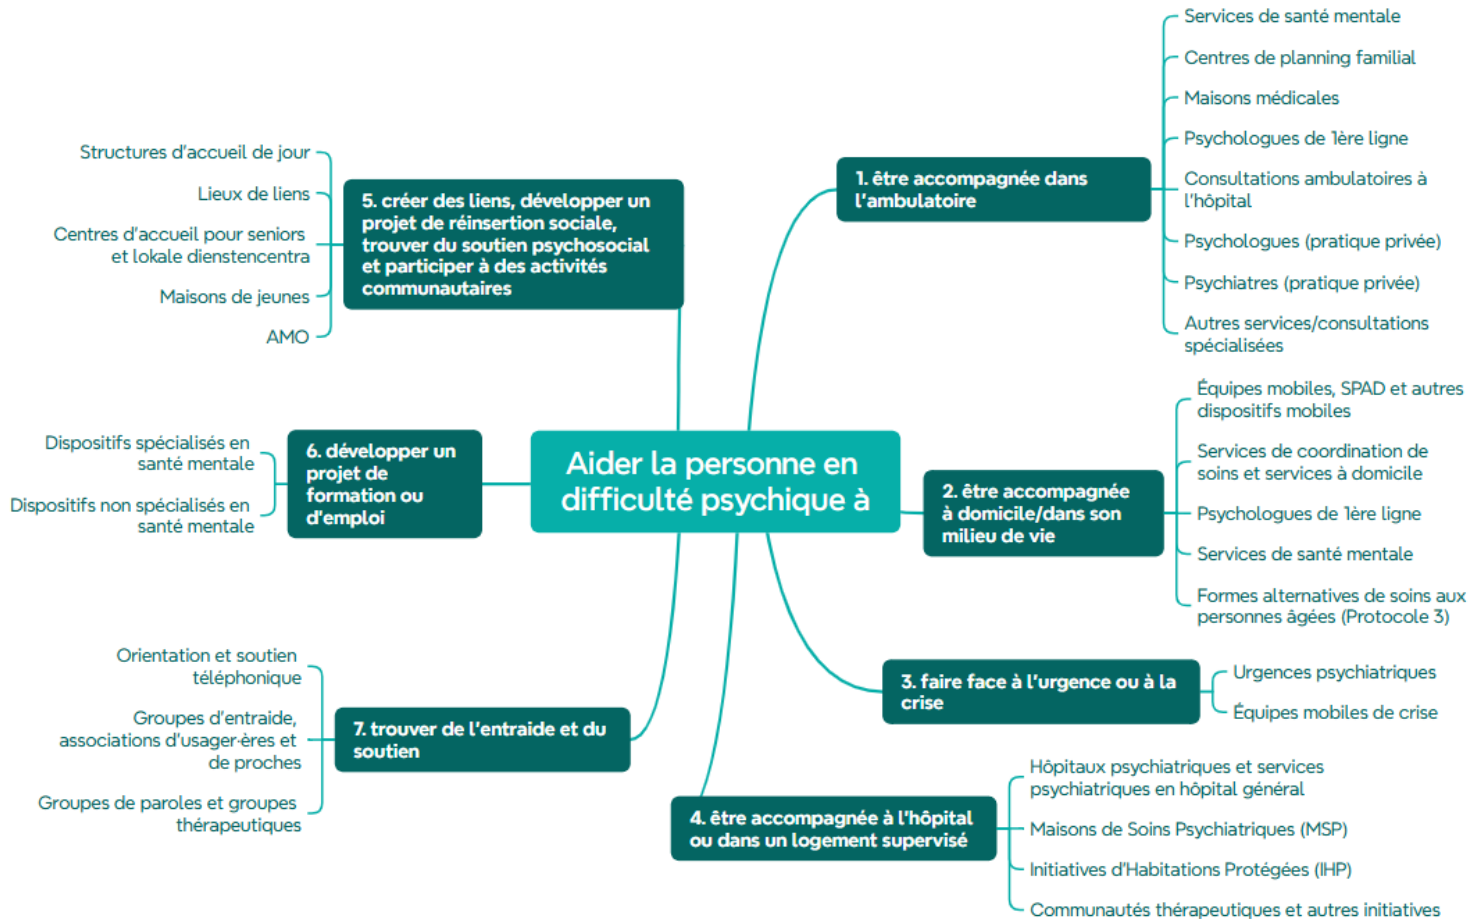 Aider la personne en
difficulté psychique à
1. être accompagnée dans
l'ambulatoire
Services de santé mentale
Centres de planning familial
Maisons médicales
Psychologues de 1ère ligne
Consultations ambulatoires à
l'hôpital
Psychologues (pratique privée)
Psychiatres (pratique privée)
Autres services/consultations
spécialisées
2. être accompagnée
à domicile/dans son
milieu de vie
Équipes mobiles, SPAD et autres
dispositifs mobiles
Services de coordination de
soins et services à domicile
Psychologues de 1ère ligne
Services de santé mentale
Formes alternatives de soins aux
personnes âgées (Protocole 3)
3. faire face à l'urgence ou à la
crise
Urgences psychiatriques
Équipes mobiles de crise
4. être accompagnée à l'hôpital
ou dans un logement supervisé
Hôpitaux psychiatriques et services
psychiatriques en hôpital général
Maisons de Soins Psychiatriques (MSP)
Initiatives d'Habitations Protégées (IHP)
Communautés thérapeutiques et autres initiatives
5. créer des liens, développer un
projet de réinsertion sociale,
trouver du soutien psychosocial
et participer à des activités
communautaires
Structures d'accueil de jour
Lieux de liens
Centres d'accueil pour seniors
et lokale dienstencentra
Maisons de jeunes
AMO
6. développer un
projet de
formation ou
d'emploi
Dispositifs spécialisés en
santé mentale
Dispositifs non spécialisés en
santé mentale
7. trouver de l'entraide et du
soutien
Orientation et soutien
téléphonique
Groupes d'entraide,
associations d'usager·ères et
de proches
Groupes de paroles et groupes
thérapeutiques